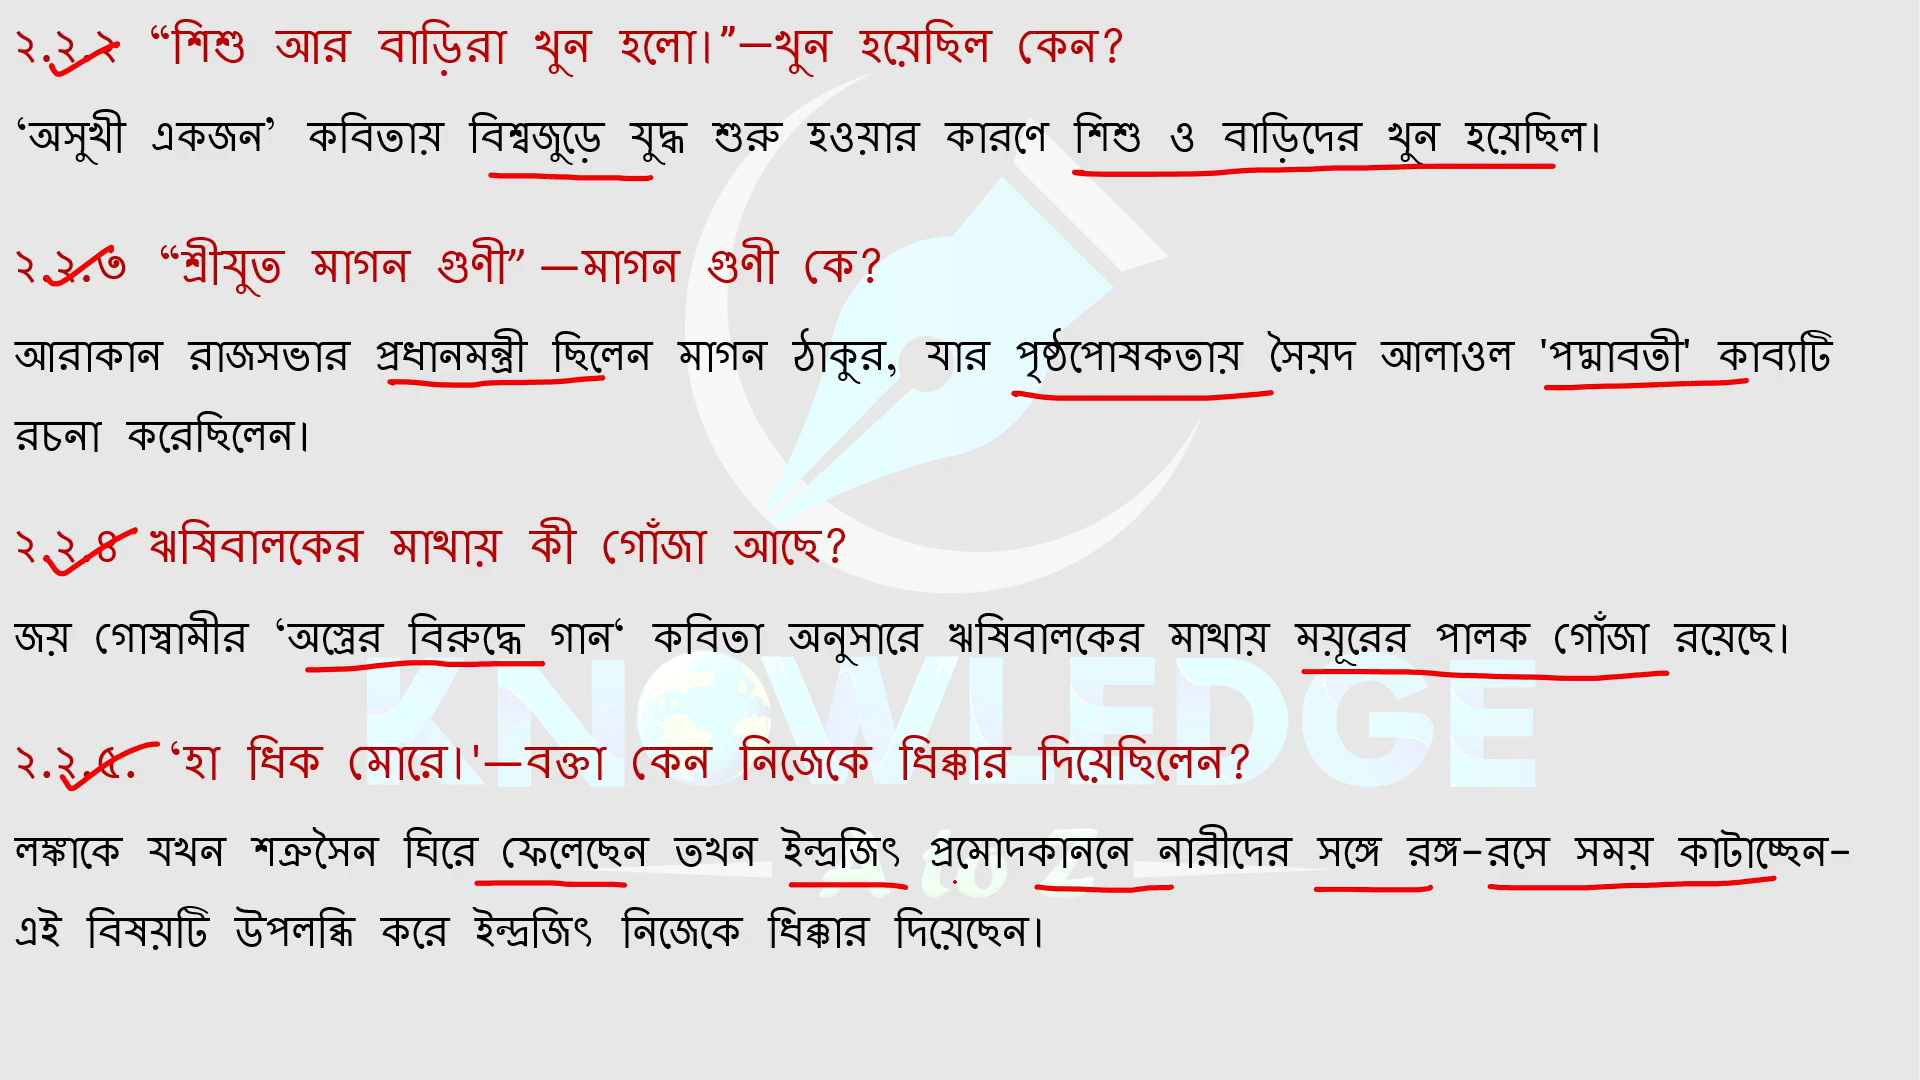 ২.২.২ “শিশু আর বাড়িরা খুন হলো।”—খুন হয়েছিল কেন?
‘অসুখী একজন’ কবিতায় বিশ্বজুড়ে যুদ্ধ শুরু হওয়ার কারণে শিশু ও বাড়িদের খুন হয়েছিল।
২.২.৩ “শ্রীযুত মাগন গুণী” —মাগন গুণী কে?
আরাকান রাজসভার প্রধানমন্ত্রী ছিলেন মাগন ঠাকুর, যার পৃষ্ঠপোষকতায় সৈয়দ আলাওল 'পদ্মাবতী' কাব্যটি
রচনা করেছিলেন।
২.২.৪ ঋষিবালকের মাথায় কী গোঁজা আছে?
জয় গোস্বামীর ‘অস্ত্রের বিরুদ্ধে গান‘ কবিতা অনুসারে ঋষিবালকের মাথায় ময়ূরের পালক গোঁজা রয়েছে।
২.২.৫. ‘হা ধিক মোরে।'—বক্তা কেন নিজেকে ধিক্কার দিয়েছিলেন?
লঙ্কাকে যখন শত্রুসৈন ঘিরে ফেলেছেন তখন ইন্দ্রজিৎ প্রমোদকাননে নারীদের সঙ্গে রঙ্গ-রসে সময় কাটাচ্ছেন-
এই বিষয়টি উপলব্ধি করে ইন্দ্রজিৎ নিজেকে ধিক্কার দিয়েছেন।
KNOWLEDGE
A to Z